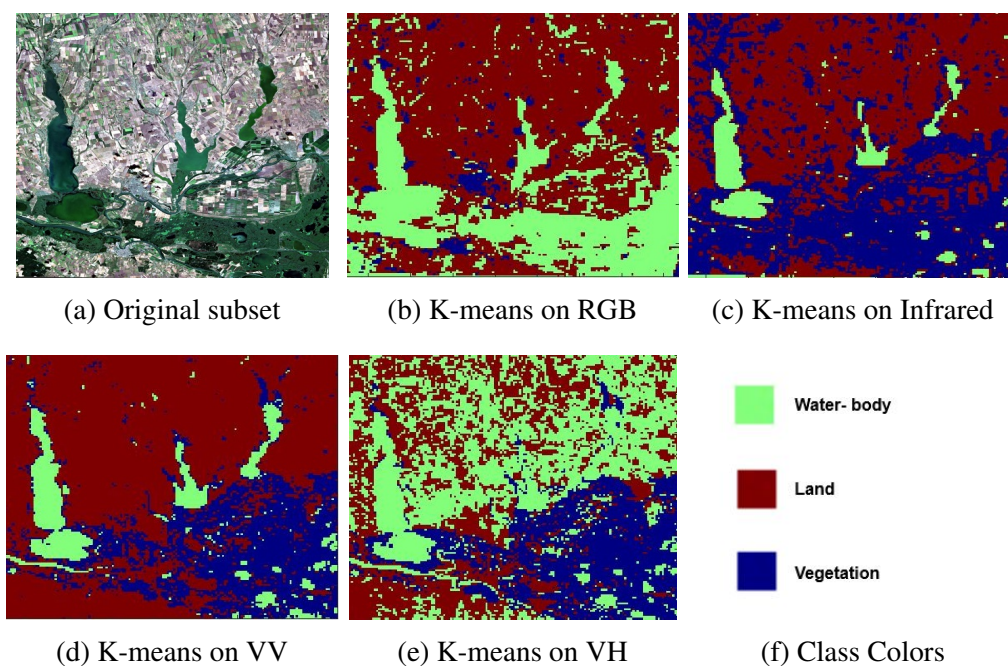 (a) Original subset
(b) K-means on RGB
(c) K-means on Infrared
Water- body
Land
Vegetation
(d) K-means on VV
(e) K-means on VH
(f) Class Colors